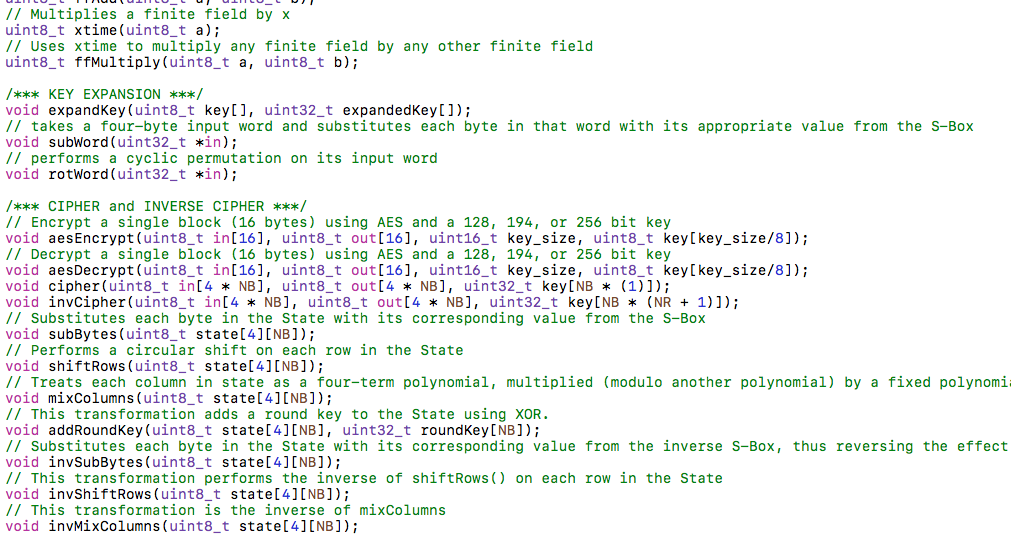 // Multiplies a finite field by x
uint8_t xtime(uint8_t a);
// Uses xtime to multiply any finite field by any other finite field
uint8_t ffMultiply(uint8_t a, uint8_t b);
/*** KEY EXPANSION ***/
void expandKey(uint8_t key[], uint32_t expandedKey[]);
// takes a four-byte input word and substitutes each byte in that word with its appropriate value from the S-Box
void subWord(uint32_t *in);
// performs a cyclic permutation on its input word
void rotWord(uint32_t *in);
/*** CIPHER and INVERSE CIPHER ***/
// Encrypt a single block (16 bytes) using AES and a 128, 194, or 256 bit key
void aesEncrypt(uint8_t in[16], uint8_t out[16], uint16_t key_size, uint8_t key[key_size/8]);
// Decrypt a single block (16 bytes) using AES and a 128, 194, or 256 bit key
void aesDecrypt(uint8_t in[16], uint8_t out[16], uint16_t key_size, uint8_t key[key_size/8]);
void cipher(uint8_t in[4 * NB], uint8_t out[4 * NB], uint32_t key[NB * (1)]);
void invCipher(uint8_t in[4 * NB], uint8_t out[4 * NB], uint32_t key[NB * (NR + 1)]);
// Substitutes each byte in the State with its corresponding value from the S-Box
void subBytes(uint8_t state[4][NB]);
// Performs a circular shift on each row in the State
void shiftRows(uint8_t state[4][NB]);
// Treats each column in state as a four-term polynomial, multiplied (modulo another polynomial) by a fixed
void mixColumns(uint8_t state[4][NB]);
// This transformation adds a round key to the State using XOR.
void addRoundKey(uint8_t state[4][NB], uint32_t roundKey[NB]);
// Substitutes each byte in the State with its corresponding value from the inverse S-Box, thus reversing the effect
void invSubBytes(uint8_t state[4][NB]);
// This transformation performs the inverse of shiftRows() on each row in the State
void invShiftRows(uint8_t state[4][NB]);
// This transformation is the inverse of mixColumns
void invMixColumns(uint8_t state[4][NB]);